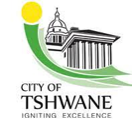 CITY OF
TSHWANE
IGNITING EXCELLENCE